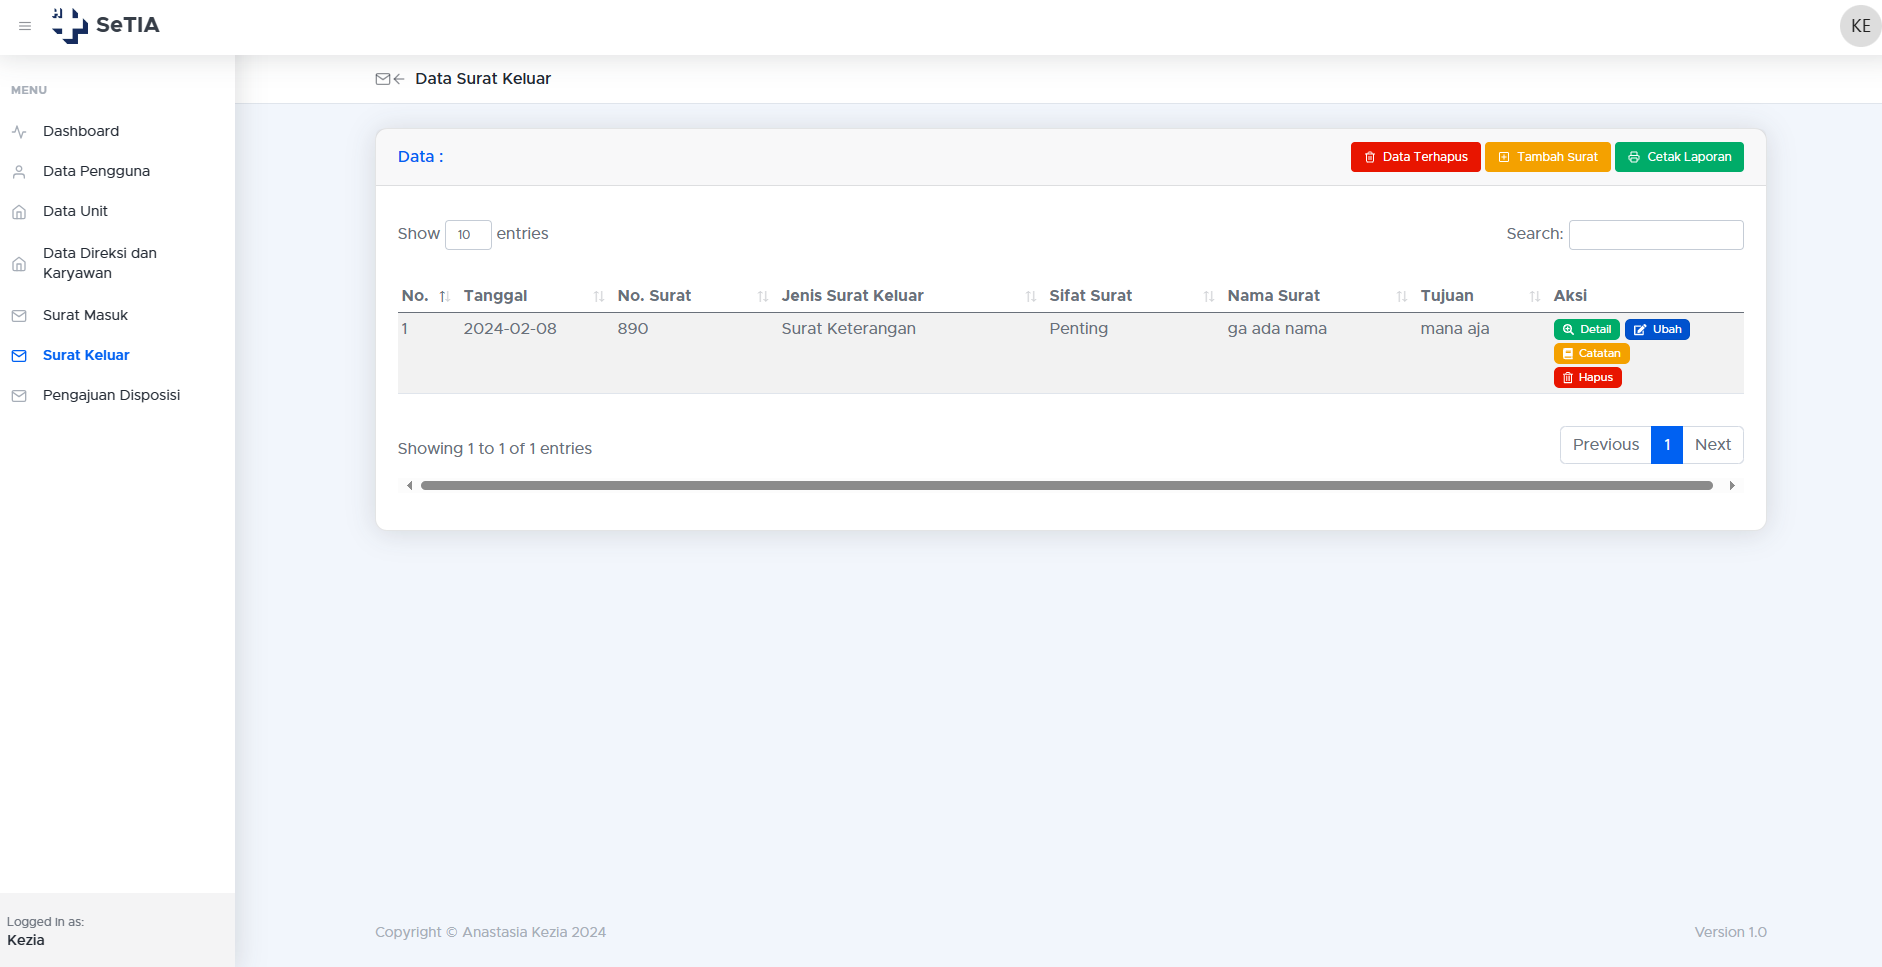 SeTIA
KE
MENU
Dashboard
Data Pengguna
Data Unit
Data Direksi dan
Karyawan
Surat Masuk
Surat Keluar
Pengajuan Disposisi
Logged in as:
Kezia
Data Surat Keluar
Data :
Data Terhapus Tambah Surat Cetak Laporan
Show 10 entries Search:
No. Tanggal No. Surat Jenis Surat Keluar Sifat Surat Nama Surat Tujuan Aksi
1 2024-02-08 890 Surat Keterangan Penting ga ada nama mana aja Detail Ubah
Catatan
Hapus
Showing 1 to 1 of 1 entries Previous 1 Next
Copyright © Anastasia Kezia 2024 Version 1.0